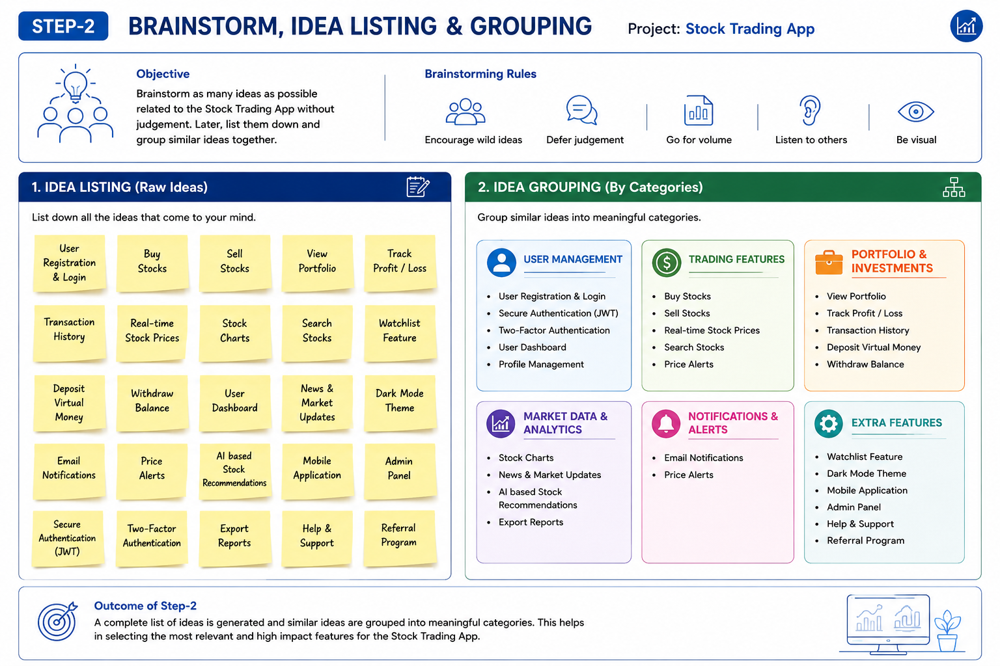 STEP-2
BRAINSTORM, IDEA LISTING & GROUPING
Project: Stock Trading App
Objective
Brainstorm as many ideas as possible
related to the Stock Trading App without
judgement. Later, list them down and
group similar ideas together.
Brainstorming Rules
Encourage wild ideas
Defer judgement
Go for volume
Listen to others
Be visual
1. IDEA LISTING (Raw Ideas)
List down all the ideas that come to your mind.
User
Registration
& Login
Buy
Stocks
Sell
Stocks
View
Portfolio
Track
Profit / Loss
Transaction
History
Real-time
Stock Prices
Stock
Charts
Search
Stocks
Watchlist
Feature
Deposit
Virtual
Money
Withdraw
Balance
User
Dashboard
News &
Market
Updates
Dark Mode
Theme
Email
Notifications
Price
Alerts
AI based
Stock
Recommendations
Mobile
Application
Admin
Panel
Secure
Authentication
(JWT)
Two-Factor
Authentication
Export
Reports
Help &
Support
Referral
Program
2. IDEA GROUPING (By Categories)
Group similar ideas into meaningful categories.
USER MANAGEMENT
• User Registration & Login
• Secure Authentication (JWT)
• Two-Factor Authentication
• User Dashboard
• Profile Management
TRADING FEATURES
• Buy Stocks
• Sell Stocks
• Real-time Stock Prices
• Search Stocks
• Price Alerts
PORTFOLIO &
INVESTMENTS
• View Portfolio
• Track Profit / Loss
• Transaction History
• Deposit Virtual Money
• Withdraw Balance
MARKET DATA &
ANALYTICS
• Stock Charts
• News & Market Updates
• AI based Stock
Recommendations
• Export Reports
NOTIFICATIONS &
ALERTS
• Email Notifications
• Price Alerts
EXTRA FEATURES
• Watchlist Feature
• Dark Mode Theme
• Mobile Application
• Admin Panel
• Help & Support
• Referral Program
Outcome of Step-2
A complete list of ideas is generated and similar ideas are grouped into meaningful categories. This helps
in selecting the most relevant and high impact features for the Stock Trading App.